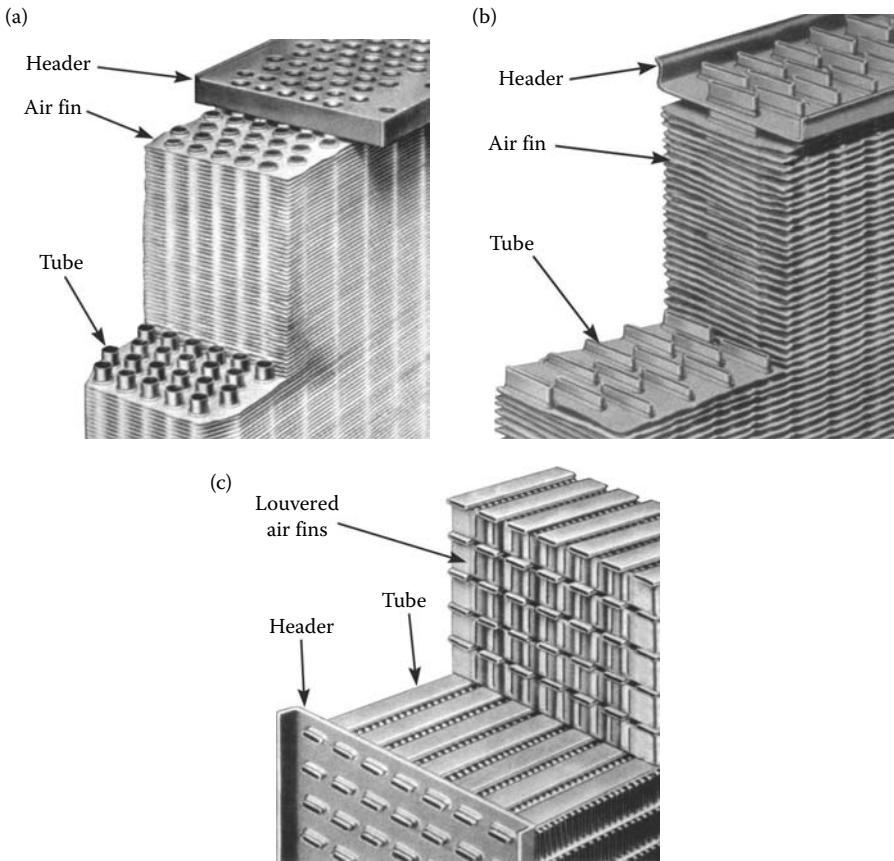 (a)
Header
Air fin
Tube
(b)
Header
Air fin
Tube
(c)
Louvered
air fins
Tube
Header